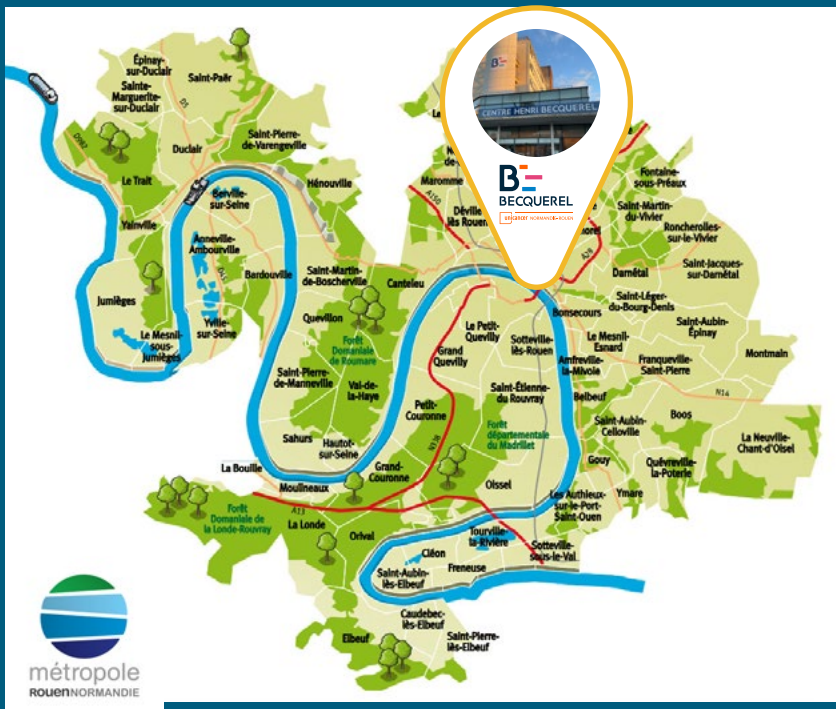 Épinay-
sur-Duclair
Saint-Paër
Sainte-
Marguerite-
sur-Duclair
D5
D982
Duclair
Saint-Pierre
de-Varengeville
Le Trait
Hénouville
Berville-
sur-Seine
Yainville
Anneville-
Ambourville
D45
Bardouville
Jumièges
Le Mesnil-
sous-
Jumièges
Yville-
sur-Seine
Saint-Martin
de-Boscherville
Canteleu
Quevillon
Forêt
Domaniale
de Roumare
Saint-Pierre
de-Manneville
Val-de-
la-Haye
Sahurs
Hautot-
sur-Seine
La Bouille
Moulineaux
Maromme
A150
Déville
lès Rouen
CENTRE HENRI BECQUEREL
BE
BECQUEREL
UNICANCER NORMANDIE-ROUEN
Fontaine-
sous-Préaux
Saint-Martin
du-Vivier
Roncherolles-
sur-le-Vivier
A28
Darnétal
Saint-Jacques
sur-Darnétal
Saint-Léger-
du-Bourg-Denis
Bonsecours
Saint-Aubin-
Epinay
Le Petit-
Quevilly
Sotteville-
lès-Rouen
Le Mesnil-
Esnard
Grand
Quevilly
Amfreville-
la-Mivoie
Franqueville-
Saint-Pierre
Montmain
N14
Saint-Étienne
du Rouvray
Belbeuf
Petit-
Couronne
Saint-Aubin-
Celloville
Boos
La Neuville-
Chant-d'Oisel
Forêt
départementale
du Madrillet
N138
Grand-
Couronne
Gouy
Quévreville-
la-Poterie
Oissel
Ymare
Les Authieux-
sur-le-Port-
Saint-Ouen
Forêt
Domaniale de
la Londe-Rouvray
A13
La Londe
Orival
Tourville-
la-Rivière
Sotteville-
sous-le-Val
Cléon
Freneuse
Saint-Aubin-
lès-Elbeuf
Caudebec-
lès-Elbeuf
Elbeuf
Saint-Pierre-
lès-Elbeuf
métropole
ROUENNORMANDIE